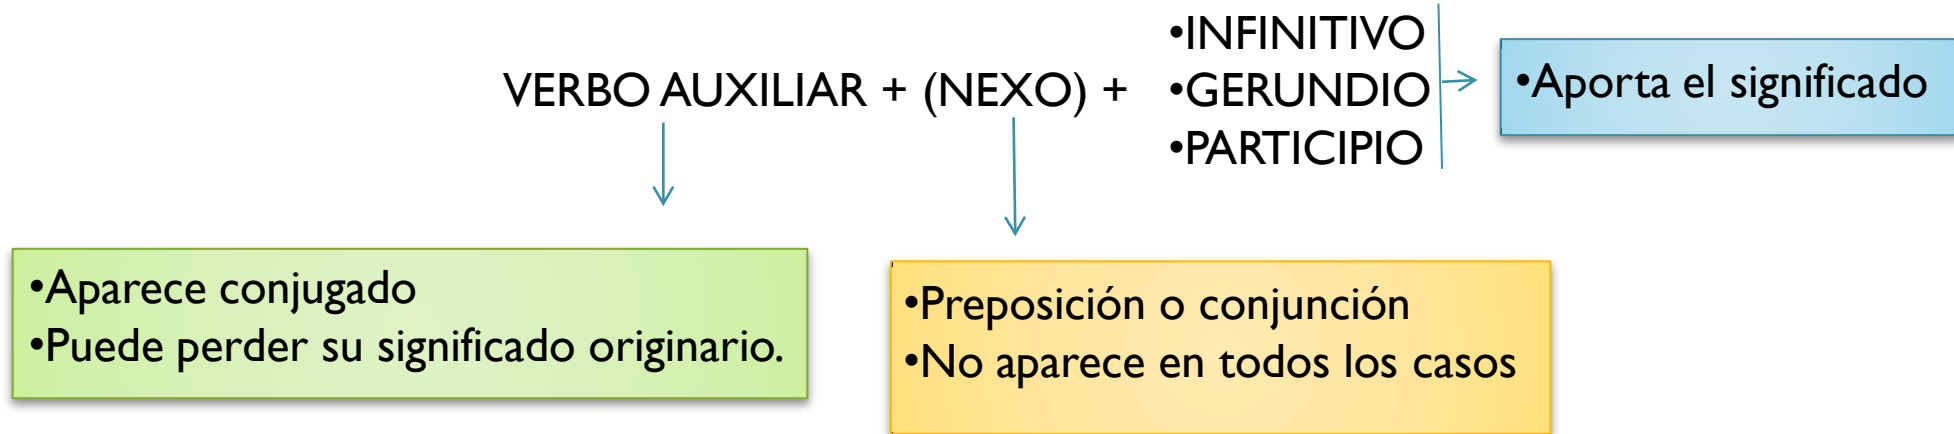 •INFINITIVO
VERBO AUXILIAR + (NEXO) + •GERUNDIO
•PARTICIPIO
•Aporta el significado
•Aparece conjugado
•Puede perder su significado originario.
•Preposición o conjunción
•No aparece en todos los casos